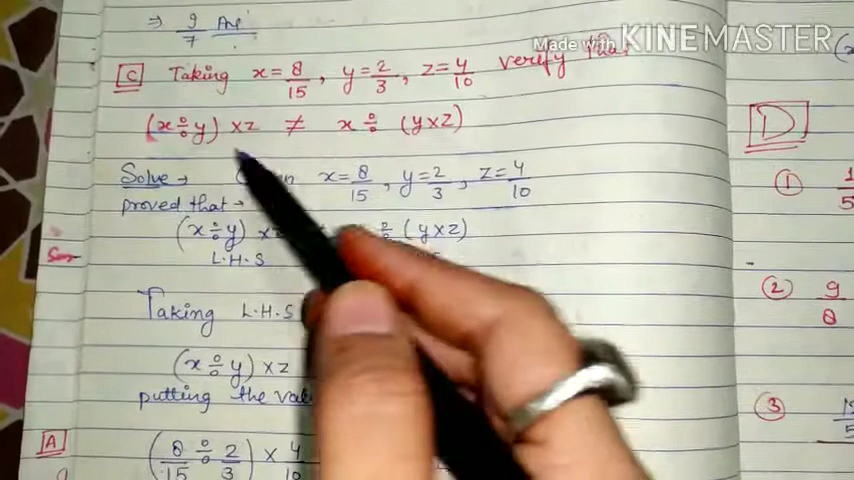 ⇒ 9/7 Ans
Made with KINEMASTER
C Taking x = 8/15 , y = 2/3 , z = 4/10 verify that
(x ÷ y) × z ≠ x ÷ (y × z)
Solve → x = 8/15 , y = 2/3 , z = 4/10
proved that →
(x ÷ y) × (y × z)
L.H.S
Taking L.H.S
(x ÷ y) × z
putting the
(8/15 ÷ 2/3) × 4/10
A
D
①
② 9/8
③